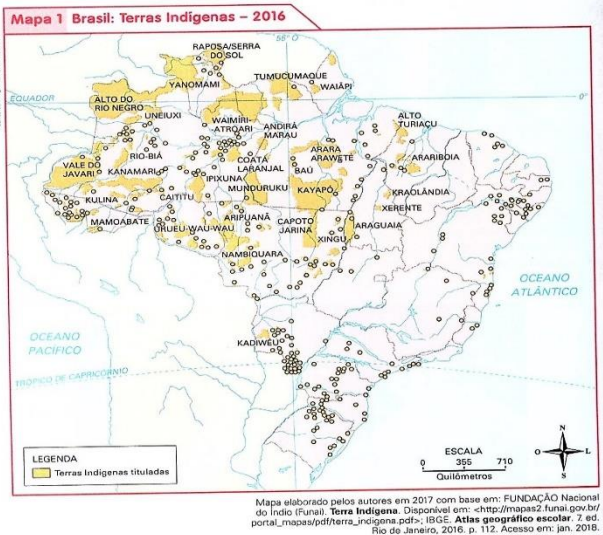 Mapa 1 Brasil: Terras Indígenas – 2016
55° O
RAPOSA/SERRA
DO SOL
YANOMAMI
TUMUCUMAQUE
WAIÃPI
EQUADOR
0°
ALTO DO
RIO NEGRO
UNEIUXI
WAIMIRI-
ATROARI
ANDIRÁ
MARAU
ALTO
TURIAÇU
RIO-BIÁ
ARARA
ARAWETÉ
VALE DO
JAVARI
KANAMARI
COATÁ
LARANJAL
BAÚ
ARARIBOIA
IPIXUNA
MUNDURUKU
KAYAPÓ
KRAOLÂNDIA
KULINA
CAITITU
XERENTE
MAMOABATE
URUEU-WAU-WAU
ARIPUANÃ
CAPOTO
JARINA
XINGU
ARAGUAIA
NAMBIQUARA
OCEANO
ATLÂNTICO
OCEANO
PACÍFICO
KADIWÉU
TRÓPICO DE CAPRICÓRNIO
LEGENDA
Terras Indígenas tituladas
ESCALA
0 355 710
Quilômetros
N
O L
S
Mapa elaborado pelos autores em 2017 com base em: FUNDAÇÃO Nacional
do Índio (Funai). Terra Indígena. Disponível em: <http://mapas2.funai.gov.br/
portal_mapas/pdf/terra_indigena.pdf>; IBGE. Atlas geográfico escolar. 7. ed.
Rio de Janeiro, 2016. p. 112. Acesso em: jan. 2018.